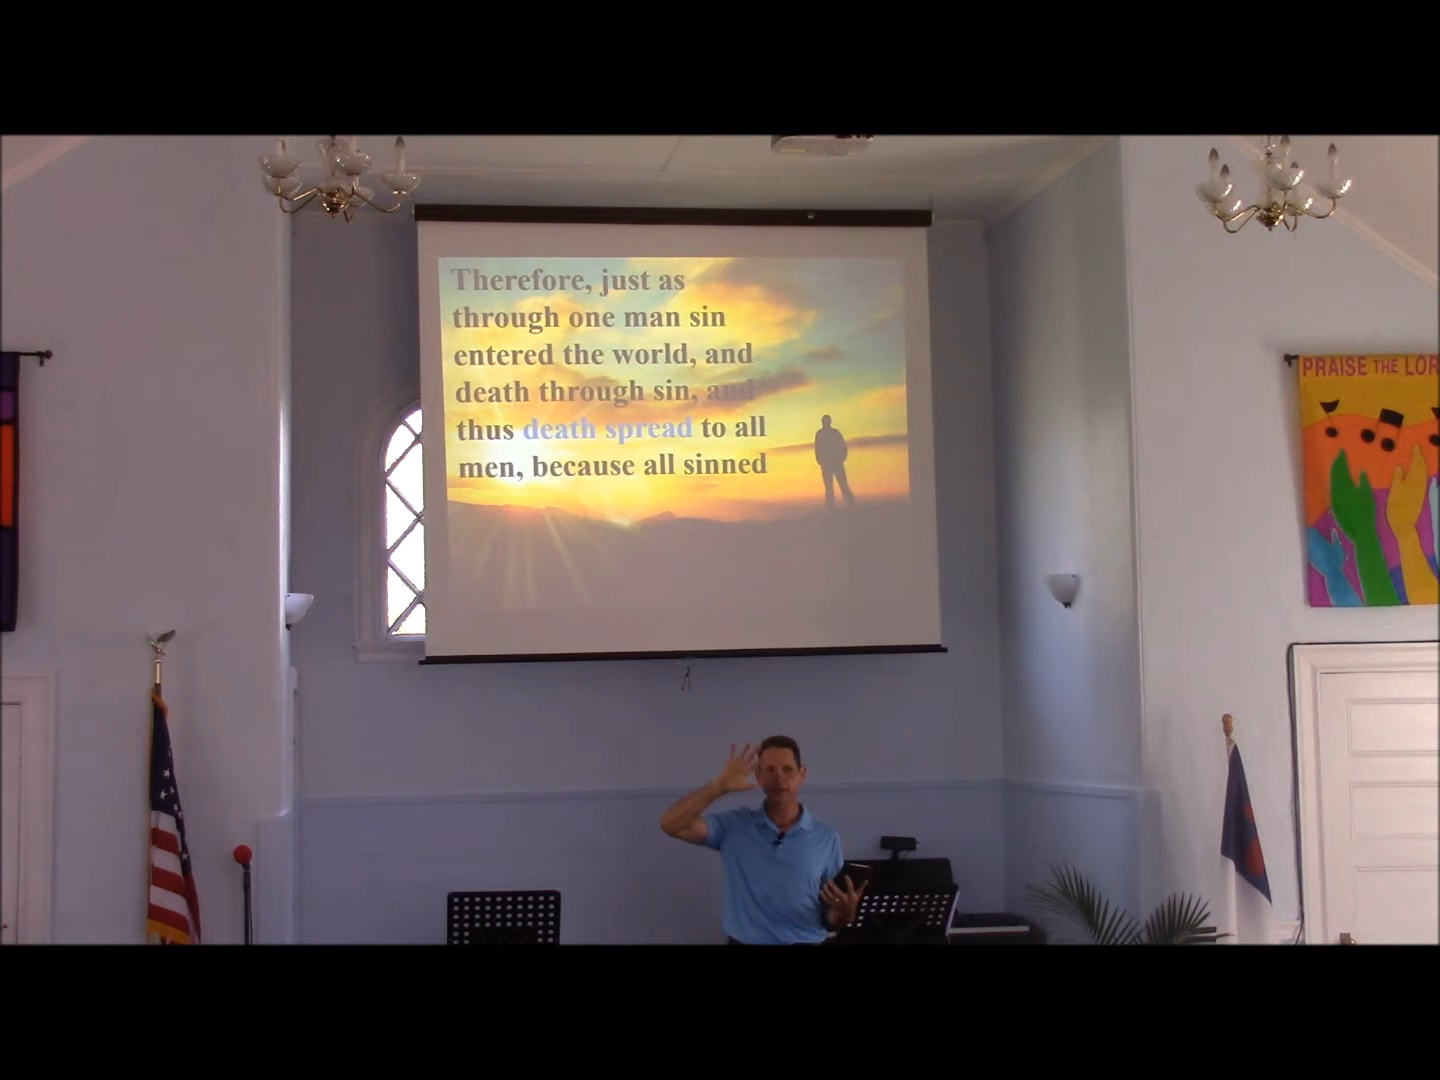 Therefore, just as
through one man sin
entered the world, and
death through sin, and
thus death spread to all
men, because all sinned
PRAISE THE LOR